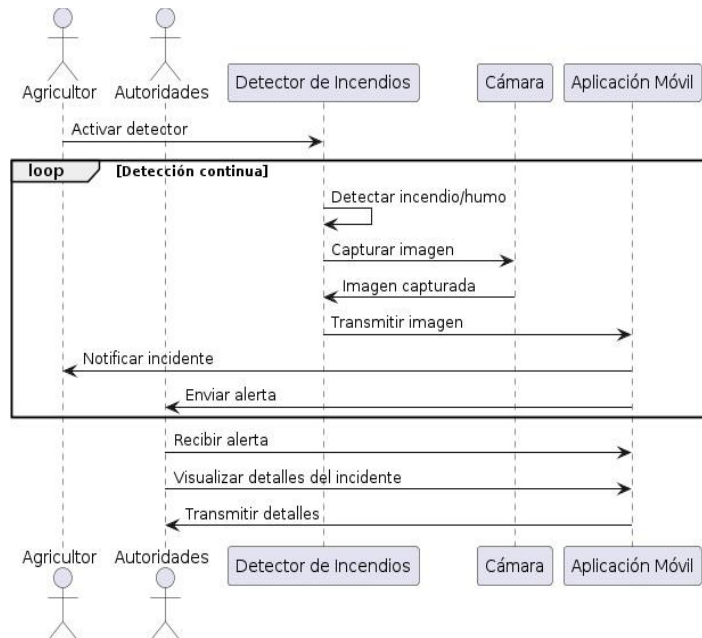 Agricultor
Autoridades
Detector de Incendios
Cámara
Aplicación Móvil
Activar detector
loop
[Detección continua]
Detectar incendio/humo
Capturar imagen
Imagen capturada
Transmitir imagen
Notificar incidente
Enviar alerta
Recibir alerta
Visualizar detalles del incidente
Transmitir detalles
Agricultor
Autoridades
Detector de Incendios
Cámara
Aplicación Móvil